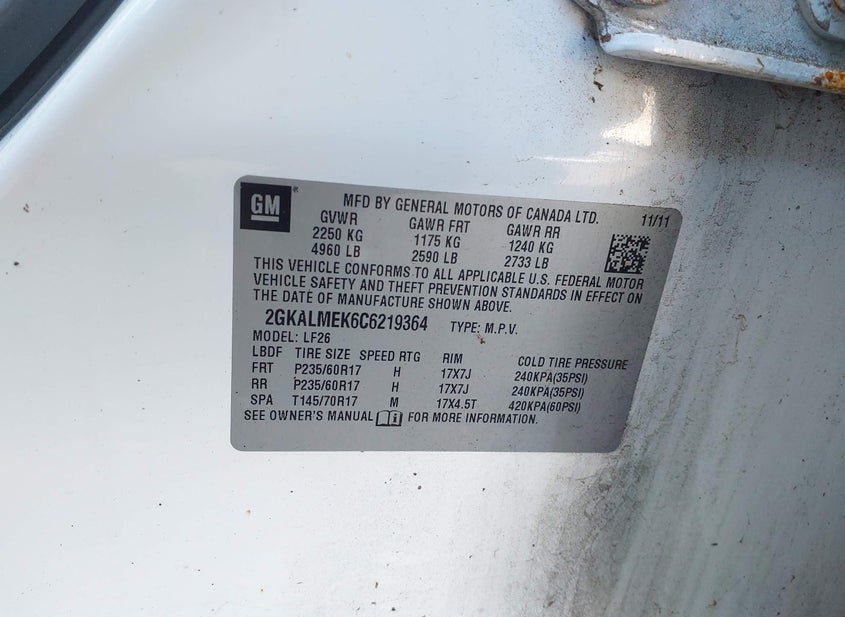 GM ®
MFD BY GENERAL MOTORS OF CANADA LTD. 11/11
GVWR GAWR FRT GAWR RR
2250 KG 1175 KG 1240 KG
4960 LB 2590 LB 2733 LB
THIS VEHICLE CONFORMS TO ALL APPLICABLE U.S. FEDERAL MOTOR
VEHICLE SAFETY AND THEFT PREVENTION STANDARDS IN EFFECT ON
THE DATE OF MANUFACTURE SHOWN ABOVE.
2GKALMEK6C6219364 TYPE: M.P.V.
MODEL: LF26
LBDF TIRE SIZE SPEED RTG RIM COLD TIRE PRESSURE
FRT P235/60R17 H 17X7J 240KPA(35PSI)
RR P235/60R17 H 17X7J 240KPA(35PSI)
SPA T145/70R17 M 17X4.5T 420KPA(60PSI)
SEE OWNER'S MANUAL FOR MORE INFORMATION.